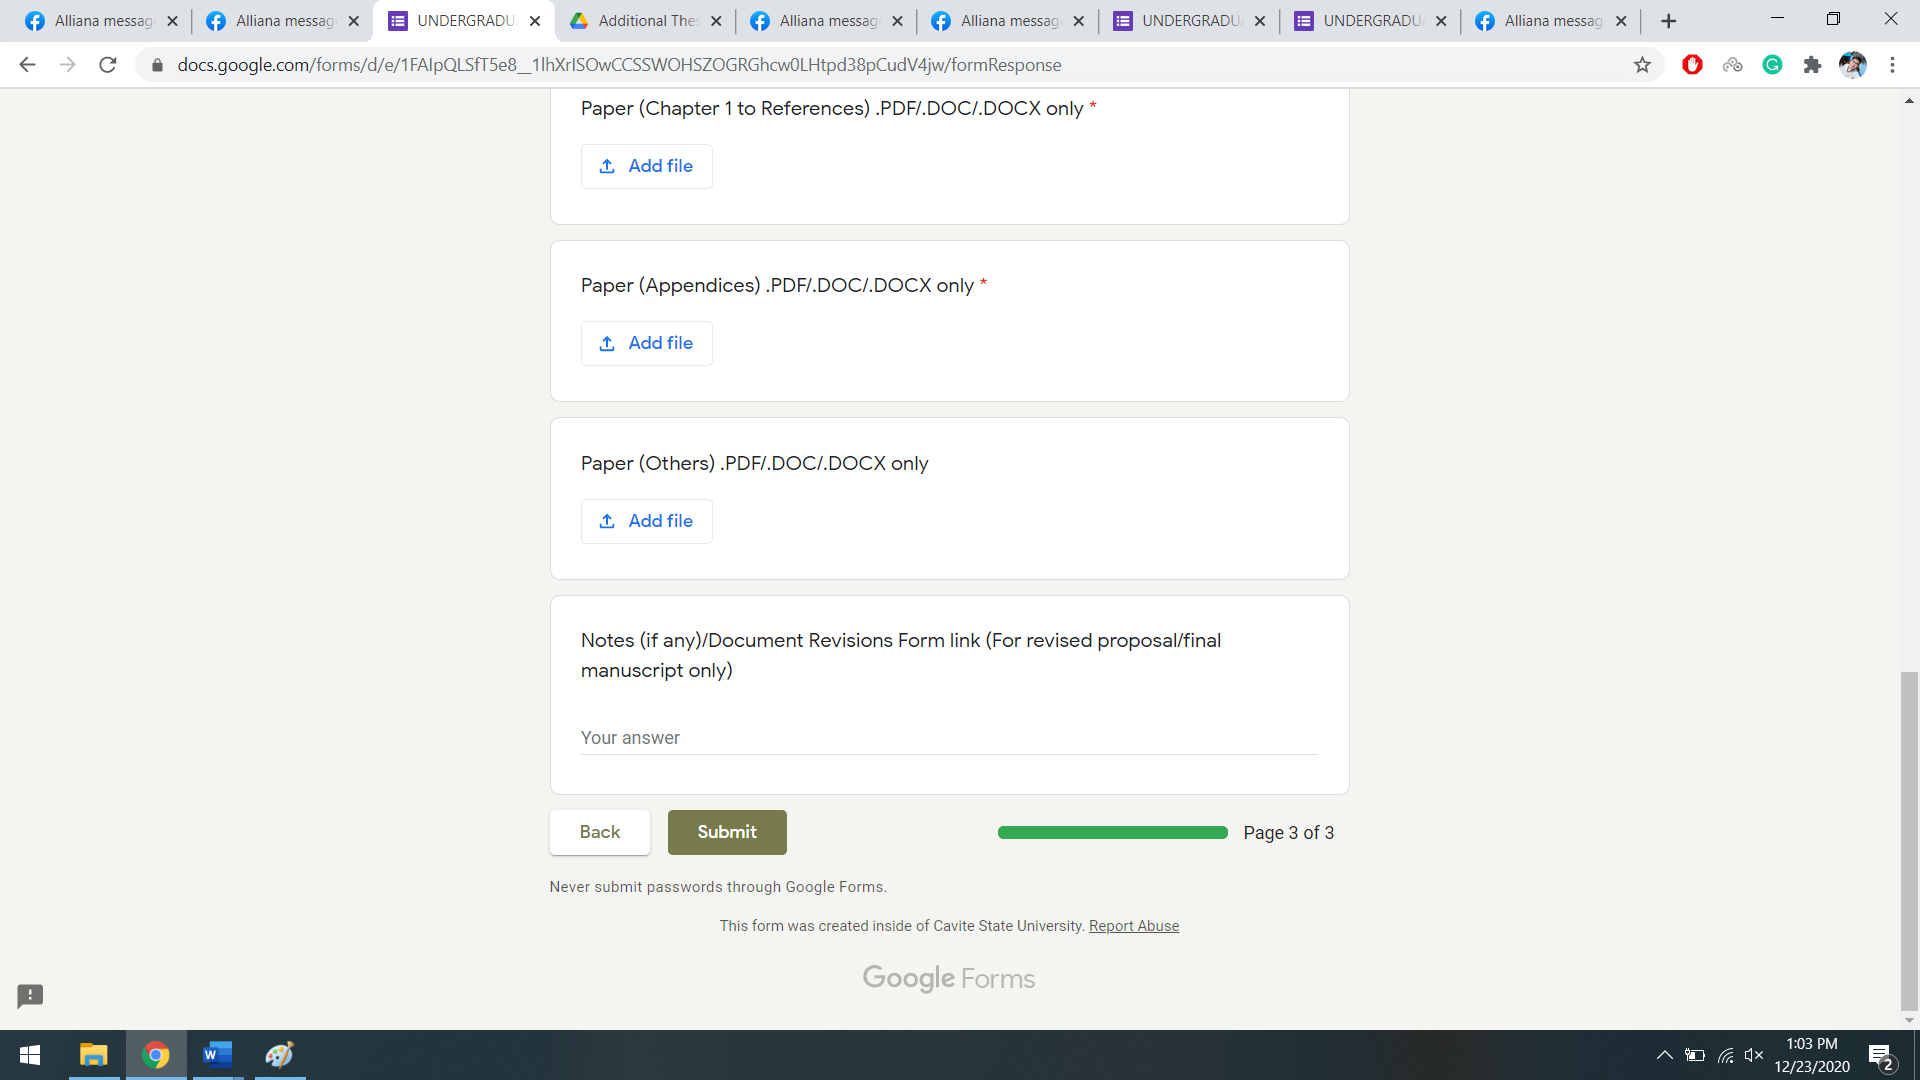 Alliana messag
Alliana message
UNDERGRADU
Additional Thes
Alliana messag
Alliana messag
UNDERGRADU
UNDERGRADU
Alliana messag
docs.google.com/forms/d/e/1FAIpQLSfT5e8__1lhXrISOwCCSSWOHSZOGRGhcw0LHtpd38pCudV4jw/formResponse
Paper (Chapter 1 to References) .PDF/.DOC/.DOCX only *
Add file
Paper (Appendices) .PDF/.DOC/.DOCX only *
Add file
Paper (Others) .PDF/.DOC/.DOCX only
Add file
Notes (if any)/Document Revisions Form link (For revised proposal/final
manuscript only)
Your answer
Back
Submit
Page 3 of 3
Never submit passwords through Google Forms.
This form was created inside of Cavite State University. Report Abuse
Google Forms
1:03 PM
12/23/2020
2